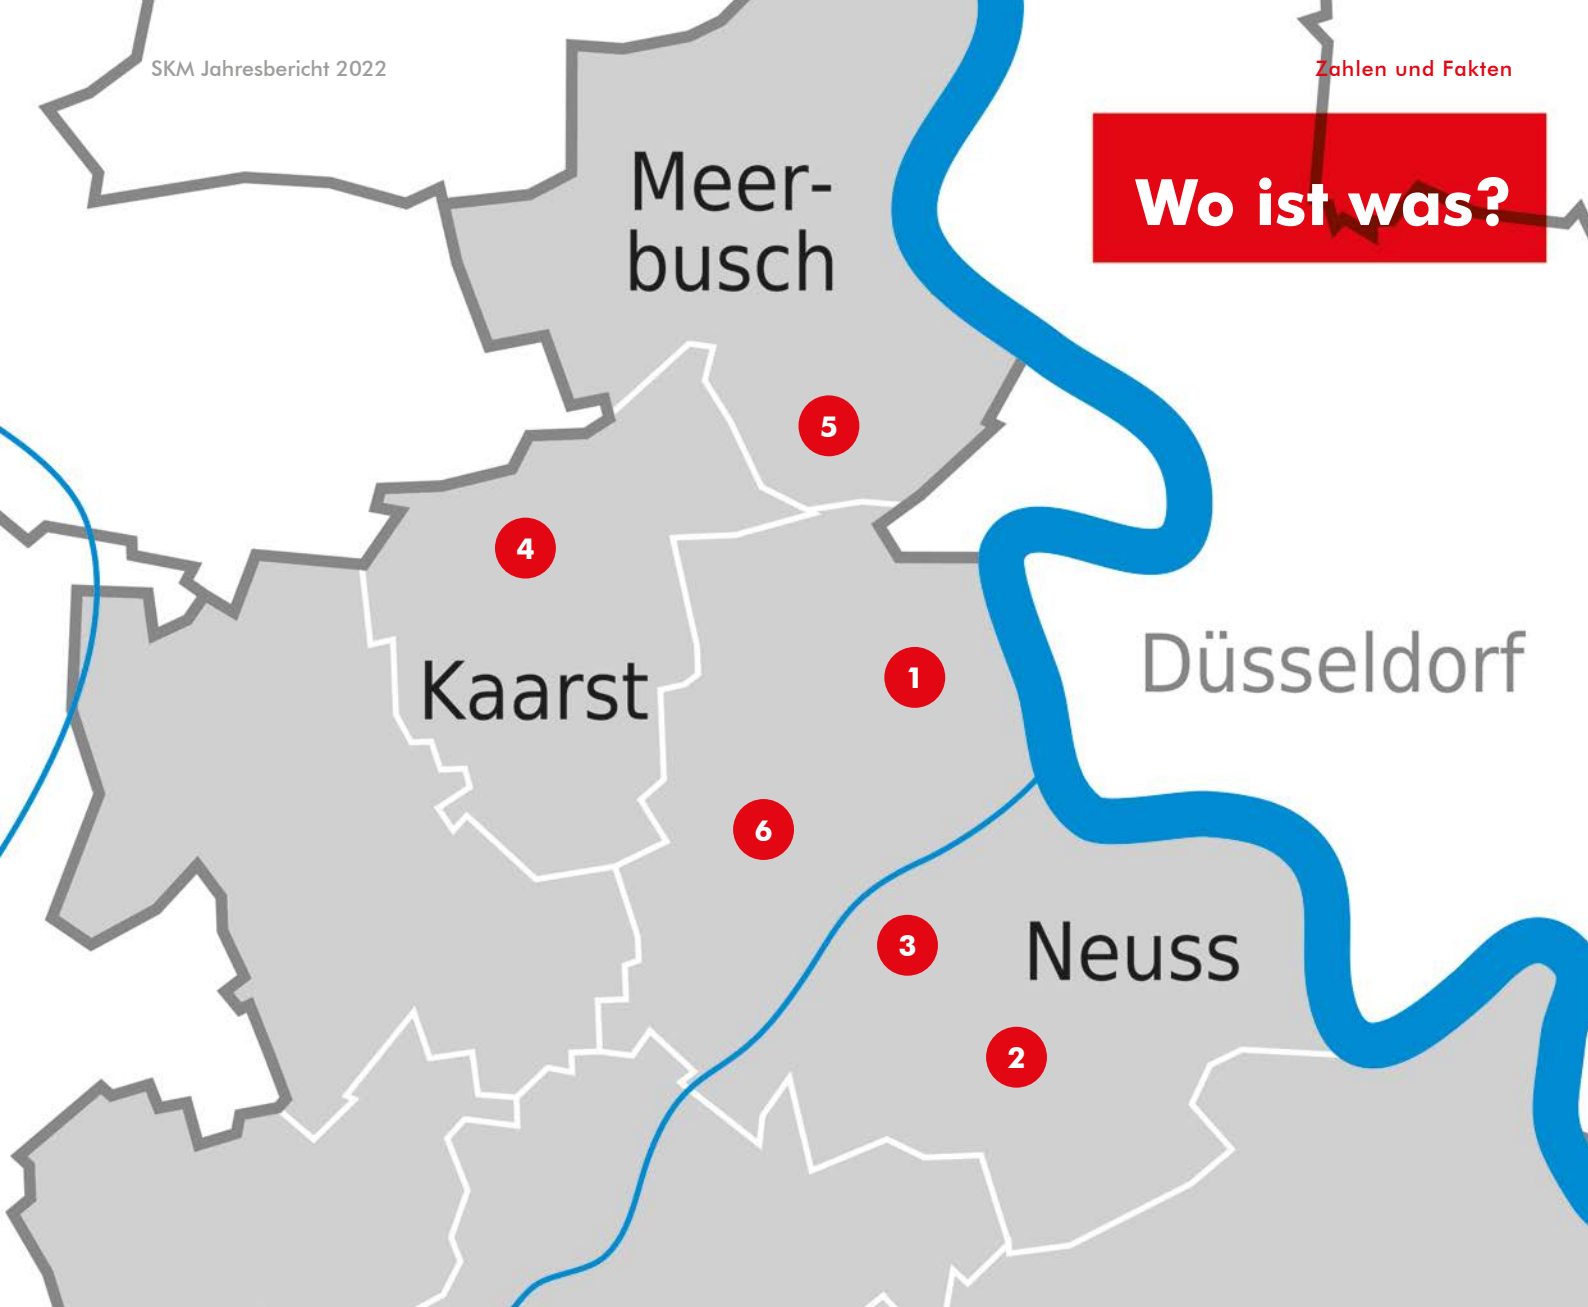 SKM Jahresbericht 2022
Zahlen und Fakten
Wo ist was?
Meer-
busch
5
4
Kaarst
1
Düsseldorf
6
3
Neuss
2